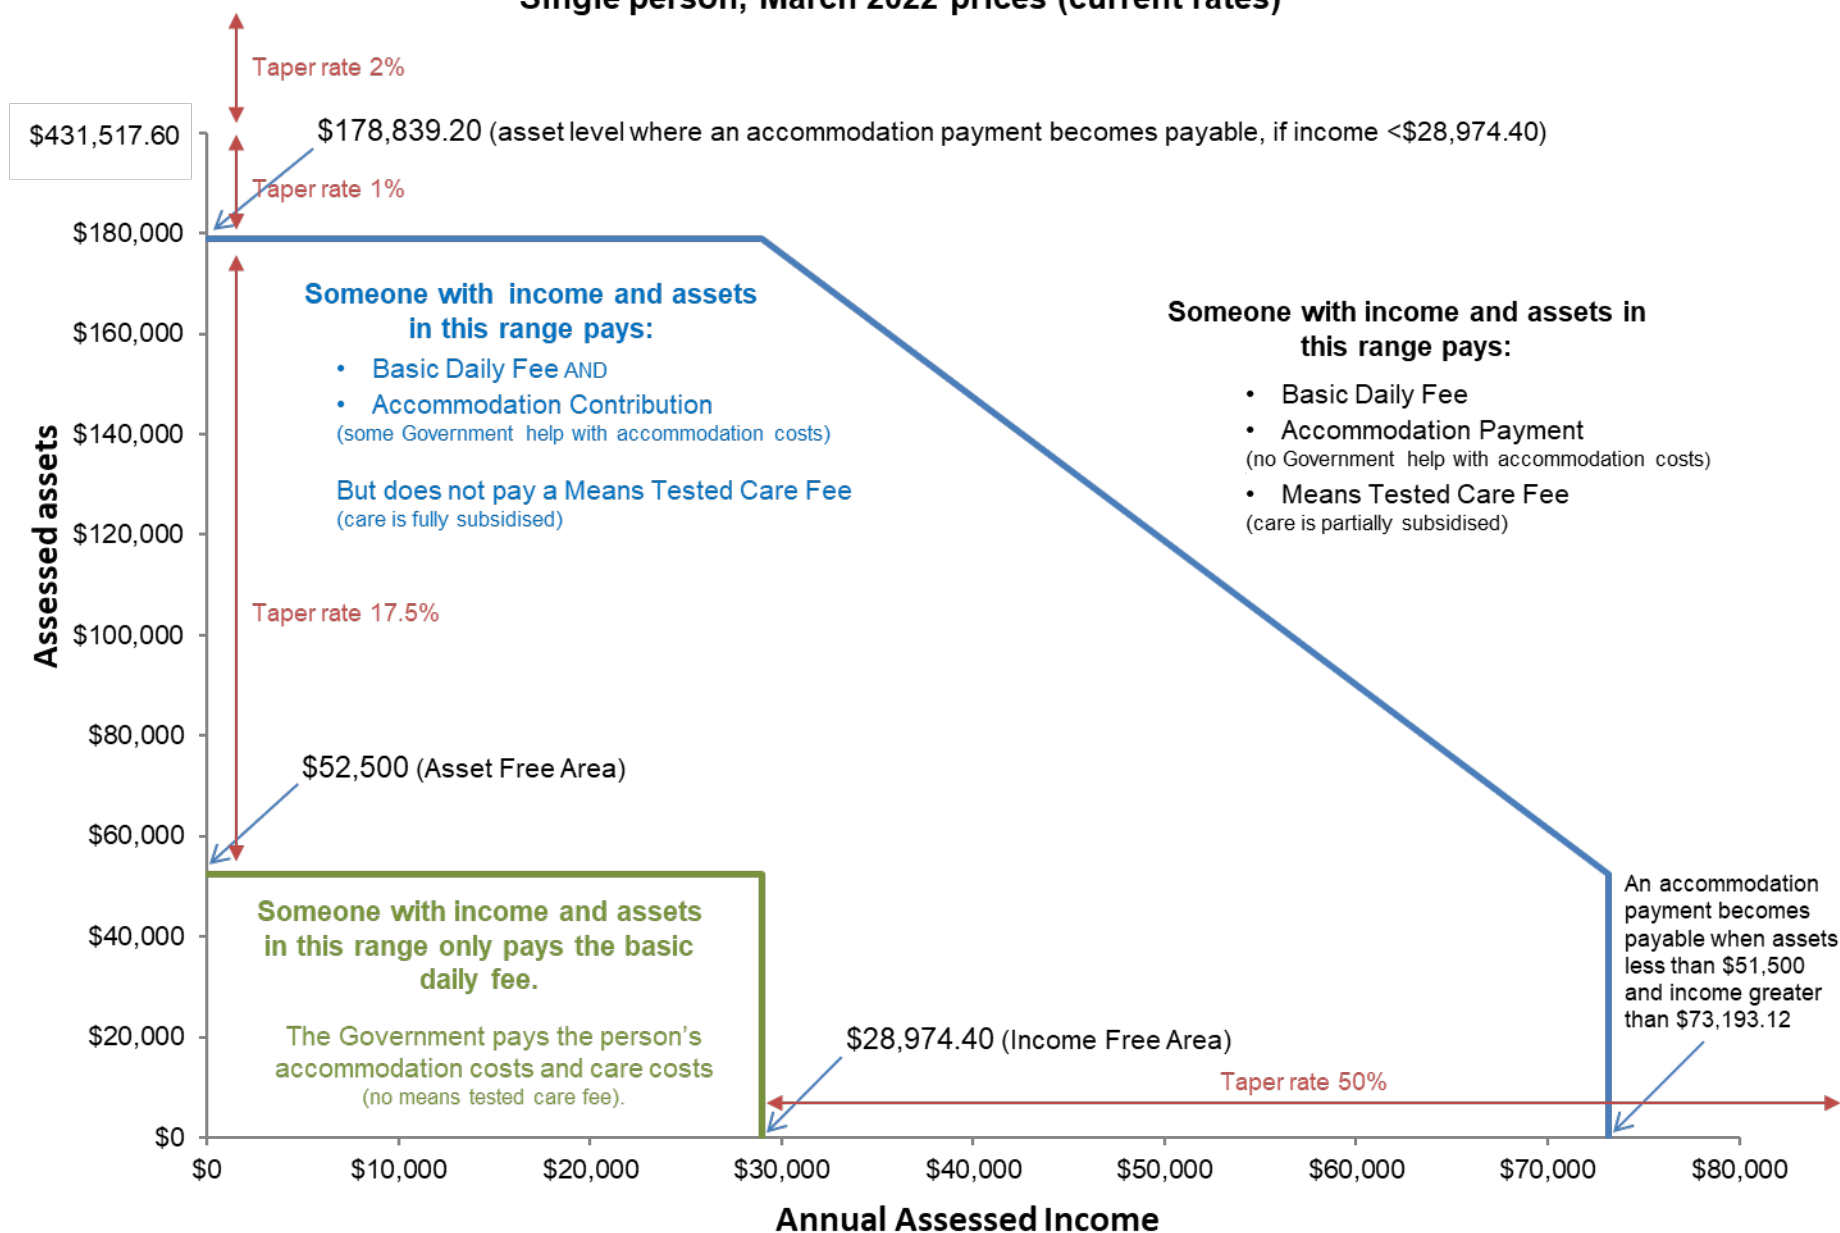 Single person, March 2022 prices (current rates)
Taper rate 2%
$431,517.60
$178,839.20 (asset level where an accommodation payment becomes payable, if income <$28,974.40)
Taper rate 1%
$180,000
Someone with income and assets
in this range pays:
• Basic Daily Fee AND
• Accommodation Contribution
(some Government help with accommodation costs)
But does not pay a Means Tested Care Fee
(care is fully subsidised)
Someone with income and assets in
this range pays:
• Basic Daily Fee
• Accommodation Payment
(no Government help with accommodation costs)
• Means Tested Care Fee
(care is partially subsidised)
$160,000
$140,000
$120,000
Taper rate 17.5%
$100,000
Assessed assets
$80,000
$52,500 (Asset Free Area)
$60,000
Someone with income and assets
in this range only pays the basic
daily fee.
The Government pays the person's
accommodation costs and care costs
(no means tested care fee).
An accommodation
payment becomes
payable when assets
less than $51,500
and income greater
than $73,193.12
$40,000
$20,000
$28,974.40 (Income Free Area)
Taper rate 50%
$0
$0
$10,000
$20,000
$30,000
$40,000
$50,000
$60,000
$70,000
$80,000
Annual Assessed Income